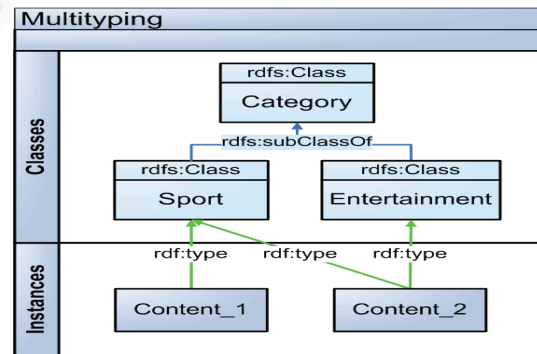 Multityping
Classes
rdfs:Class
Category
rdfs:subClassOf
rdfs:Class
Sport
rdfs:Class
Entertainment
Instances
rdf:type
rdf:type
rdf:type
Content_1
Content_2